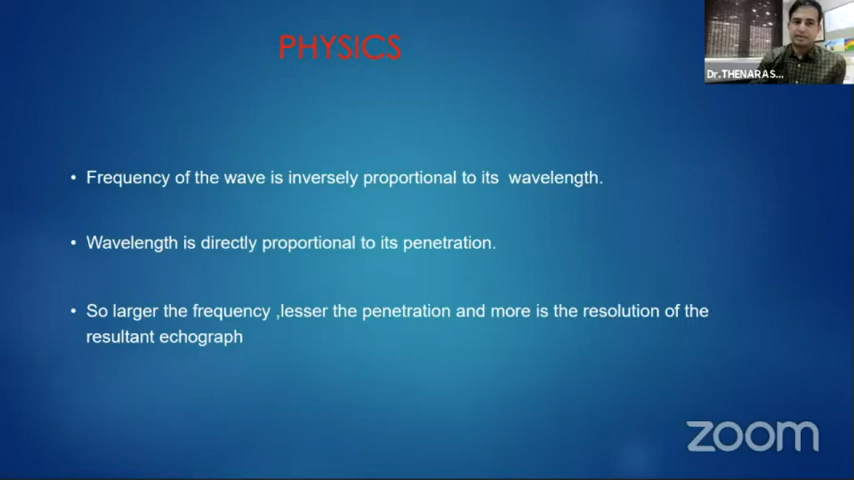 PHYSICS
Dr.THENARAS...
• Frequency of the wave is inversely proportional to its wavelength.
• Wavelength is directly proportional to its penetration.
• So larger the frequency ,lesser the penetration and more is the resolution of the
resultant echograph
zoom